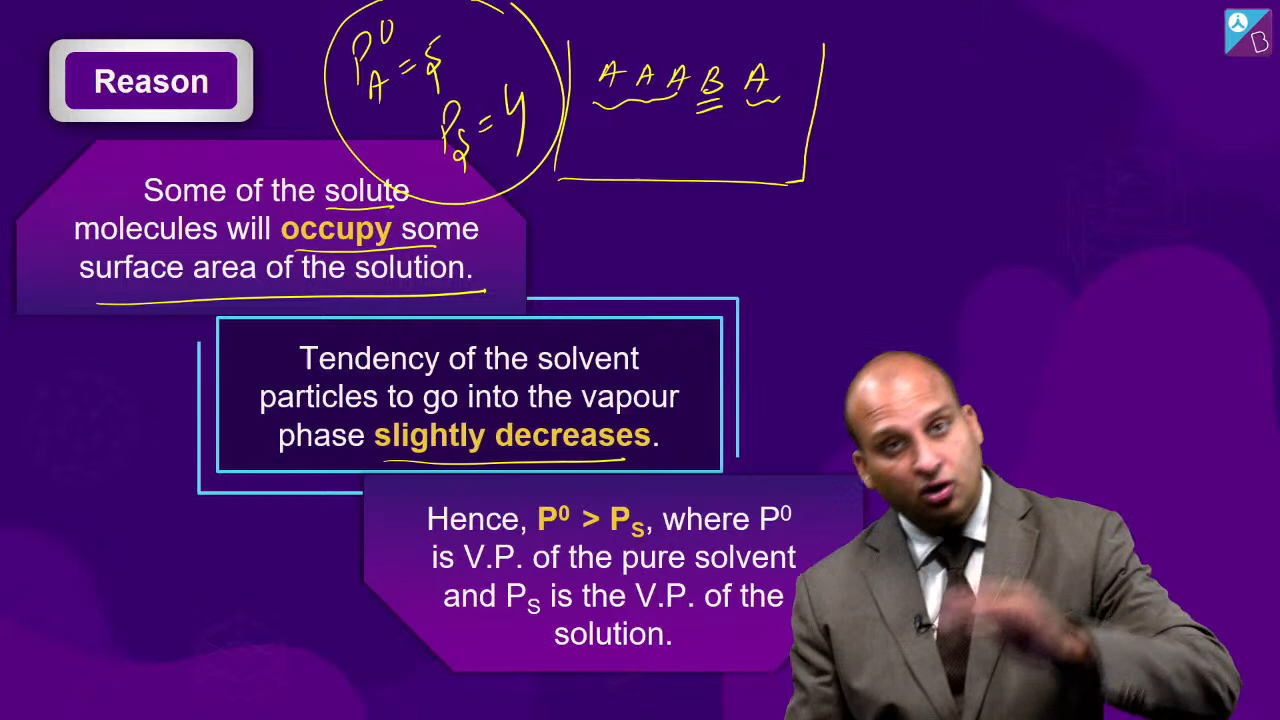 Reason
P⁰A = 5
PS = 4
A A A B A
Some of the solute
molecules will occupy some
surface area of the solution.
Tendency of the solvent
particles to go into the vapour
phase slightly decreases.
Hence, P⁰ > PS, where P⁰
is V.P. of the pure solvent
and PS is the V.P. of the
solution.
B